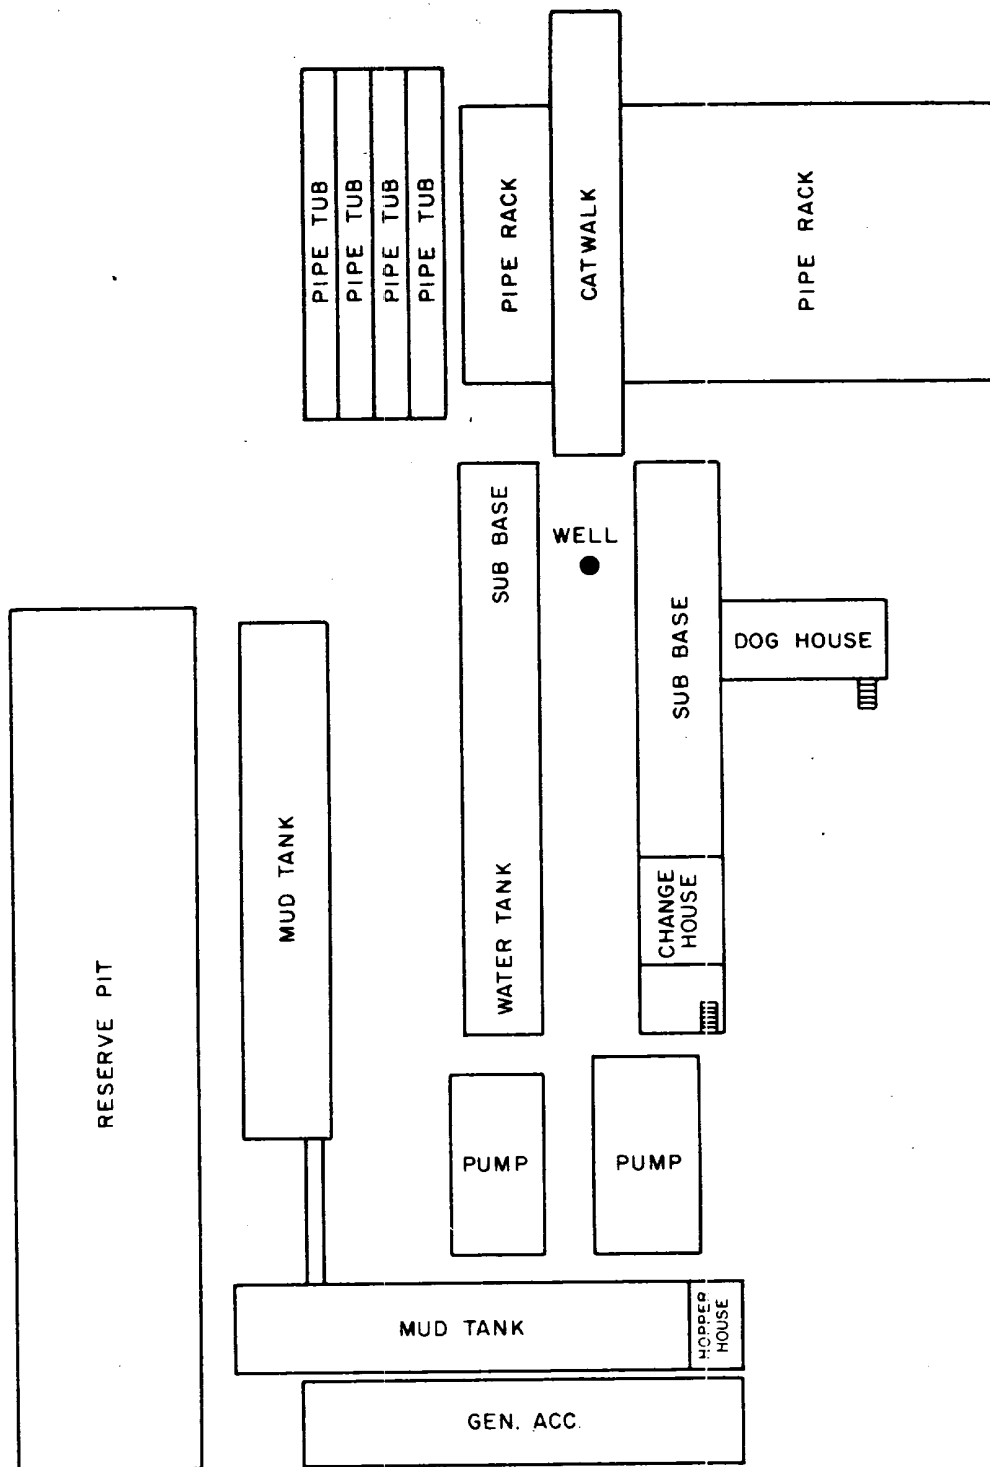 PIPE TUB
PIPE TUB
PIPE TUB
PIPE TUB
PIPE RACK
CATWALK
PIPE RACK
SUB BASE
WELL
SUB BASE
DOG HOUSE
MUD TANK
WATER TANK
CHANGE
HOUSE
RESERVE PIT
PUMP
PUMP
MUD TANK
HOPPER
HOUSE
GEN. ACC.